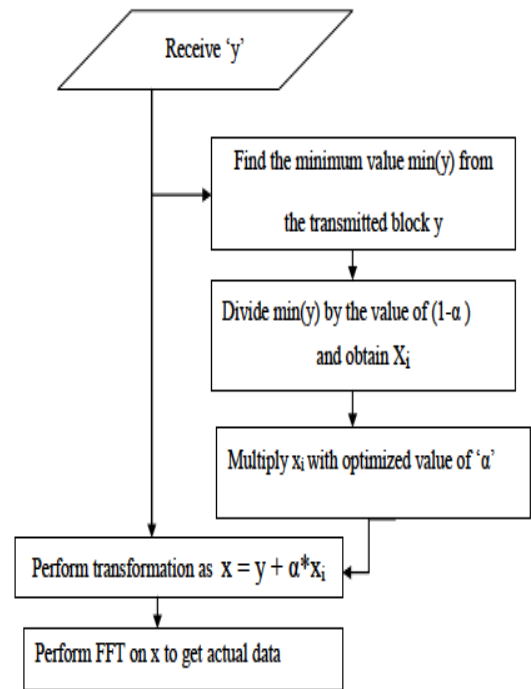 Receive ‘y’
Find the minimum value min(y) from
the transmitted block y
Divide min(y) by the value of (1-α )
and obtain Xi
Multiply xi with optimized value of ‘α’
Perform transformation as x = y + α*xi
Perform FFT on x to get actual data